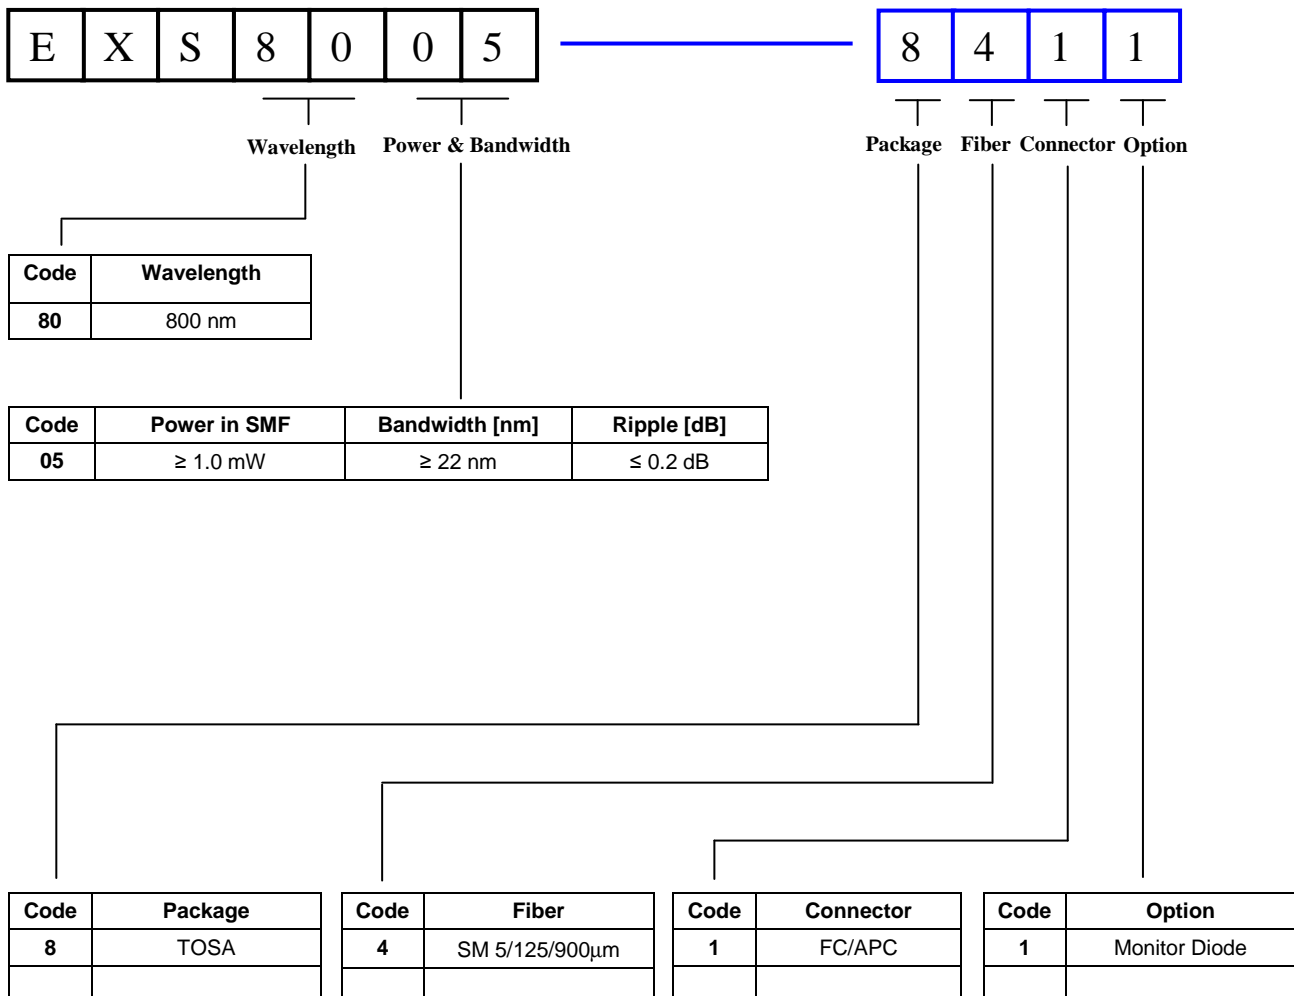 E X S 8 0 0 5 8 4 1 1
Wavelength Power & Bandwidth Package Fiber Connector Option
Code Wavelength
80 800 nm
Code Power in SMF Bandwidth [nm] Ripple [dB]
05 ≥ 1.0 mW ≥ 22 nm ≤ 0.2 dB
Code Package Code Fiber Code Connector Code Option
8 TOSA 4 SM 5/125/900μm 1 FC/APC 1 Monitor Diode